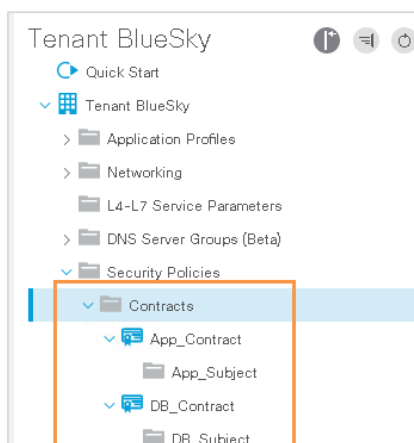 Tenant BlueSky
Quick Start
Tenant BlueSky
Application Profiles
Networking
L4-L7 Service Parameters
DNS Server Groups (Beta)
Security Policies
Contracts
App_Contract
App_Subject
DB_Contract
DB_Subject